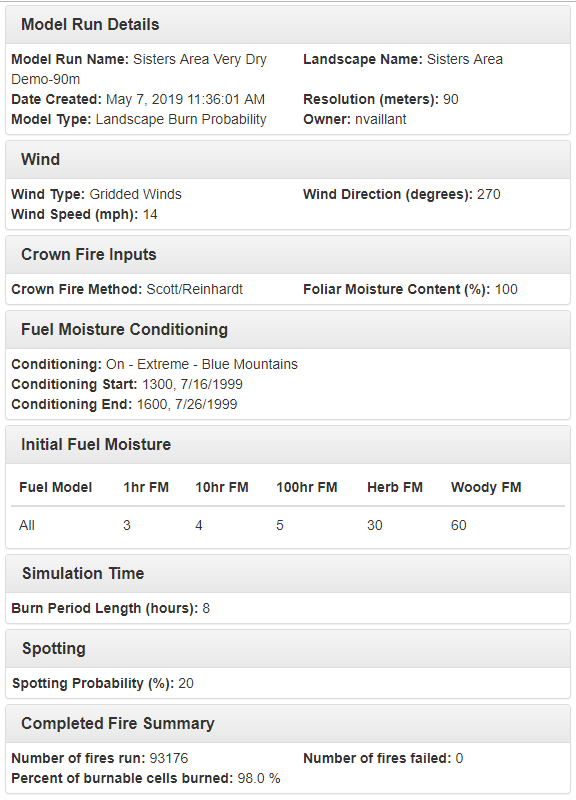 Model Run Details
Model Run Name: Sisters Area Very Dry Demo-90m
Landscape Name: Sisters Area
Date Created: May 7, 2019 11:36:01 AM
Resolution (meters): 90
Model Type: Landscape Burn Probability
Owner: nvaillant
Wind
Wind Type: Gridded Winds
Wind Direction (degrees): 270
Wind Speed (mph): 14
Crown Fire Inputs
Crown Fire Method: Scott/Reinhardt
Foliar Moisture Content (%): 100
Fuel Moisture Conditioning
Conditioning: On - Extreme - Blue Mountains
Conditioning Start: 1300, 7/16/1999
Conditioning End: 1600, 7/26/1999
Initial Fuel Moisture
Fuel Model 1hr FM 10hr FM 100hr FM Herb FM Woody FM
All 3 4 5 30 60
Simulation Time
Burn Period Length (hours): 8
Spotting
Spotting Probability (%): 20
Completed Fire Summary
Number of fires run: 93176
Number of fires failed: 0
Percent of burnable cells burned: 98.0 %